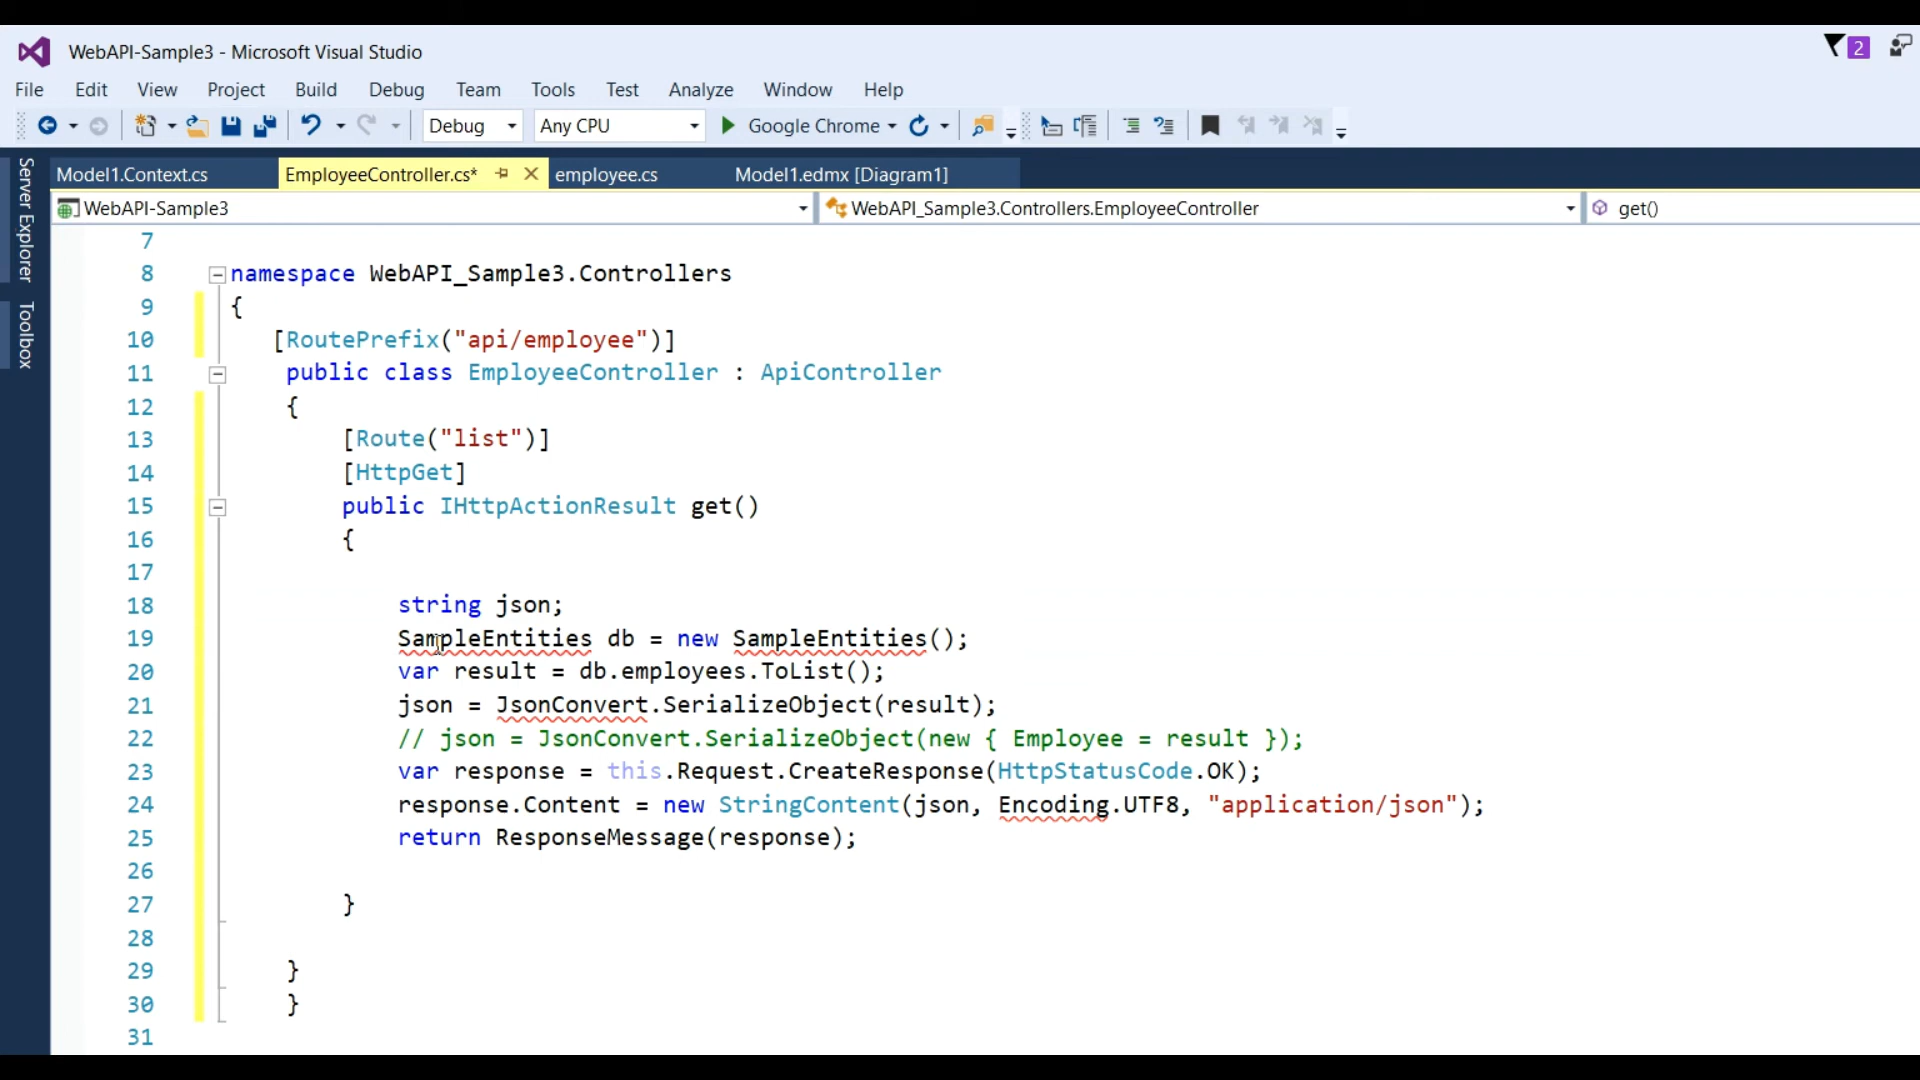 WebAPI-Sample3 - Microsoft Visual Studio
2
File Edit View Project Build Debug Team Tools Test Analyze Window Help
Debug Any CPU Google Chrome
Server Explorer
Toolbox
Model1.Context.cs EmployeeController.cs* employee.cs Model1.edmx [Diagram1]
WebAPI-Sample3 WebAPI_Sample3.Controllers.EmployeeController get()
7
8 namespace WebAPI_Sample3.Controllers
9 {
10 [RoutePrefix("api/employee")]
11 public class EmployeeController : ApiController
12 {
13 [Route("list")]
14 [HttpGet]
15 public IHttpActionResult get()
16 {
17
18 string json;
19 SampleEntities db = new SampleEntities();
20 var result = db.employees.ToList();
21 json = JsonConvert.SerializeObject(result);
22 // json = JsonConvert.SerializeObject(new { Employee = result });
23 var response = this.Request.CreateResponse(HttpStatusCode.OK);
24 response.Content = new StringContent(json, Encoding.UTF8, "application/json");
25 return ResponseMessage(response);
26
27 }
28
29 }
30 }
31